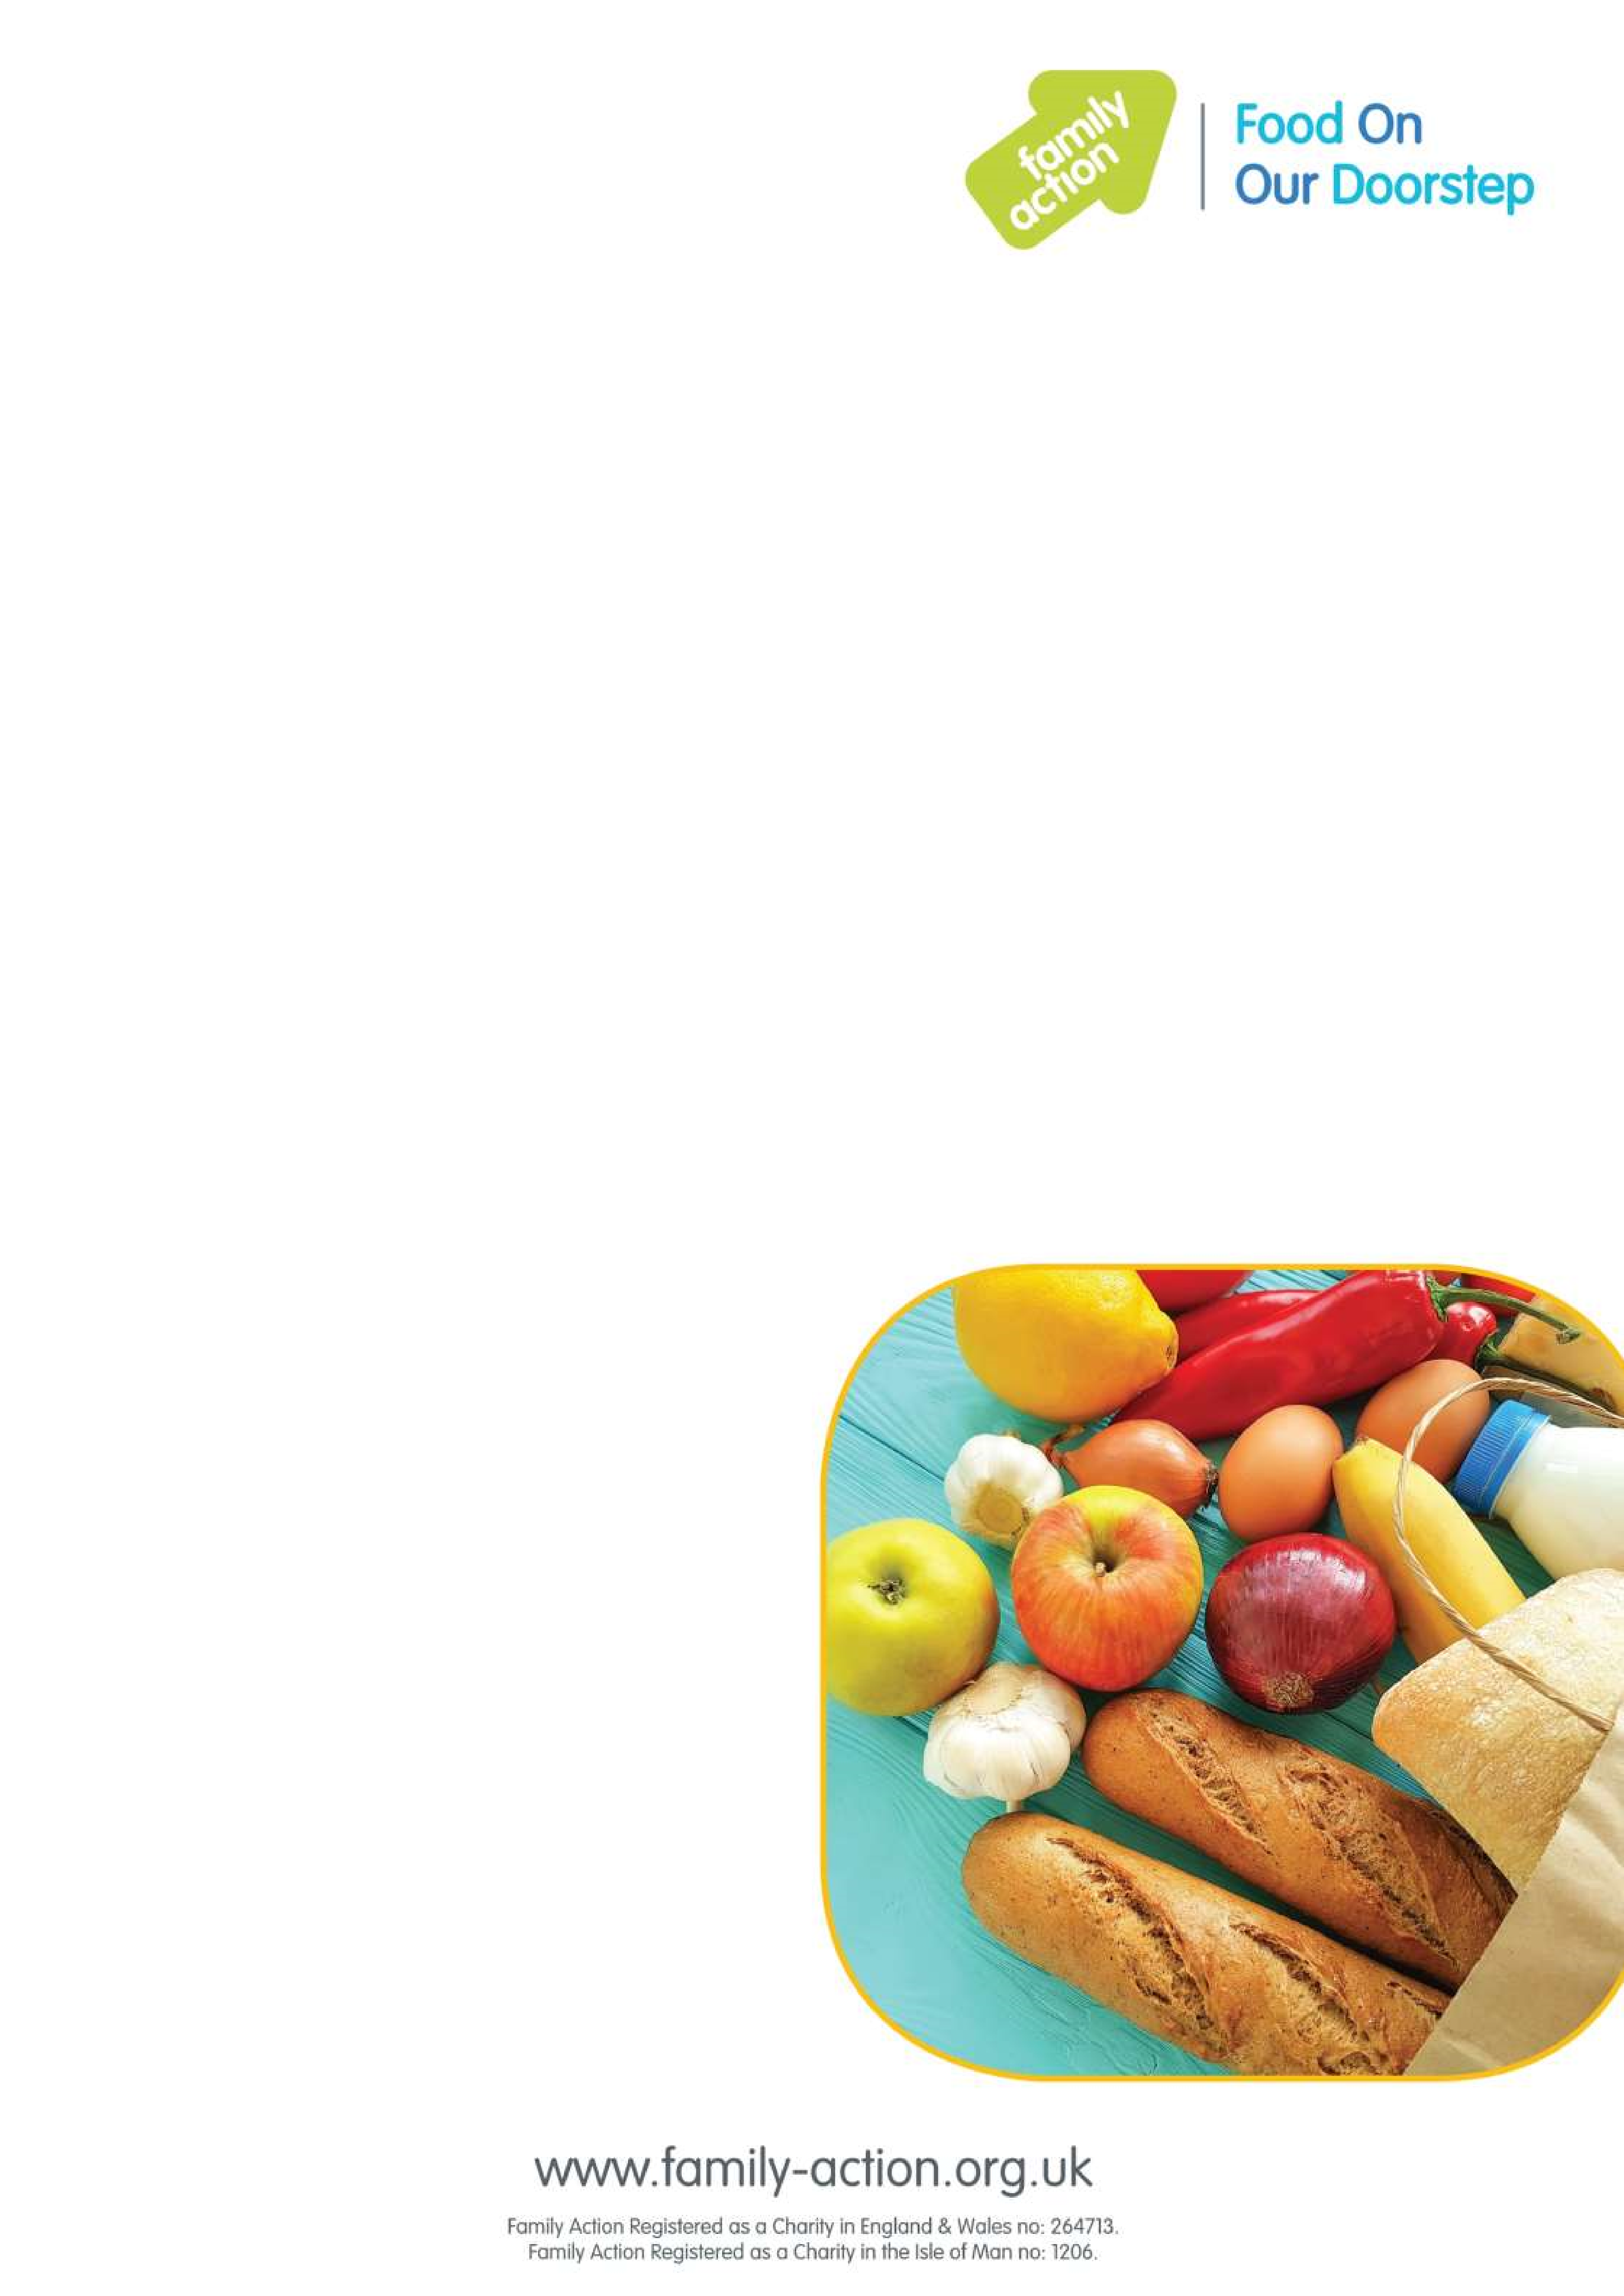 family
action
Food On
Our Doorstep
www.family-action.org.uk
Family Action Registered as a Charity in England & Wales no: 264713.
Family Action Registered as a Charity in the Isle of Man no: 1206.